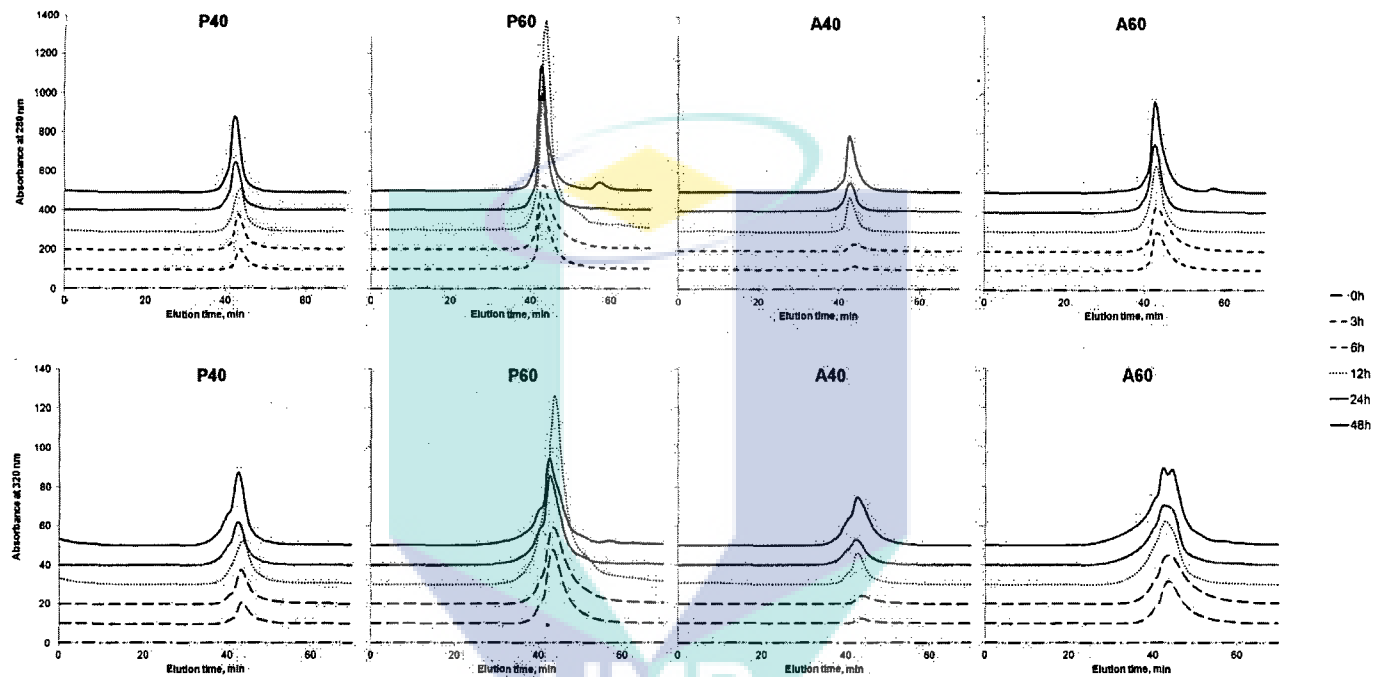 P40 P60 A40 A60
Absorbance at 280 nm
1400
1200
1000
800
600
400
200
0
0 20 40 60 0 20 40 60 0 20 40 60 0 20 40 60
Elution time, min Elution time, min Elution time, min Elution time, min
0h
3h
6h
12h
24h
48h
P40 P60 A40 A60
Absorbance at 320 nm
140
120
100
80
60
40
20
0
0 20 40 60 0 20 40 60 0 20 40 60 0 20 40 60
Elution time, min Elution time, min Elution time, min Elution time, min